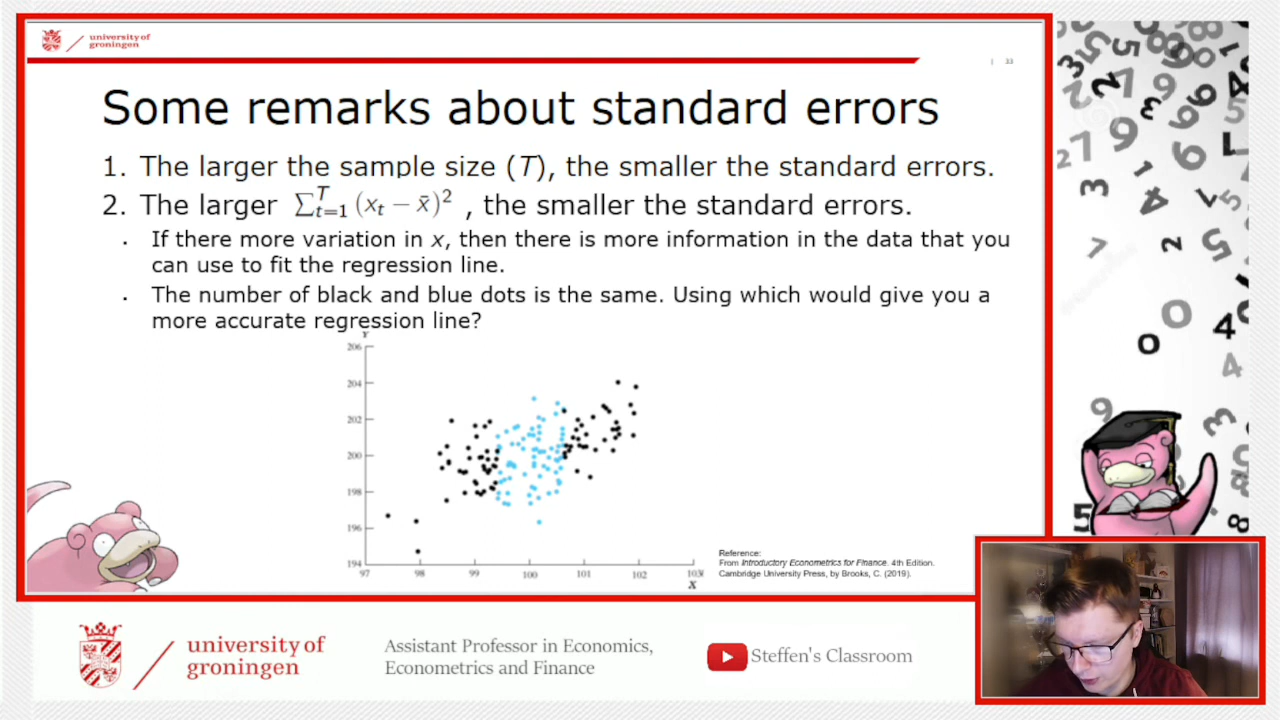 university of
groningen
| 33
Some remarks about standard errors
1. The larger the sample size (T), the smaller the standard errors.
2. The larger ∑ᵀₜ₌₁ (xₜ − x̄)² , the smaller the standard errors.
· If there more variation in x, then there is more information in the data that you
can use to fit the regression line.
· The number of black and blue dots is the same. Using which would give you a
more accurate regression line?
Y
206
204
202
200
198
196
194
97 98 99 100 101 102 103
X
Reference:
From Introductory Econometrics for Finance. 4th Edition.
Cambridge University Press, by Brooks, C. (2019).
university of
groningen
Assistant Professor in Economics,
Econometrics and Finance
Steffen's Classroom